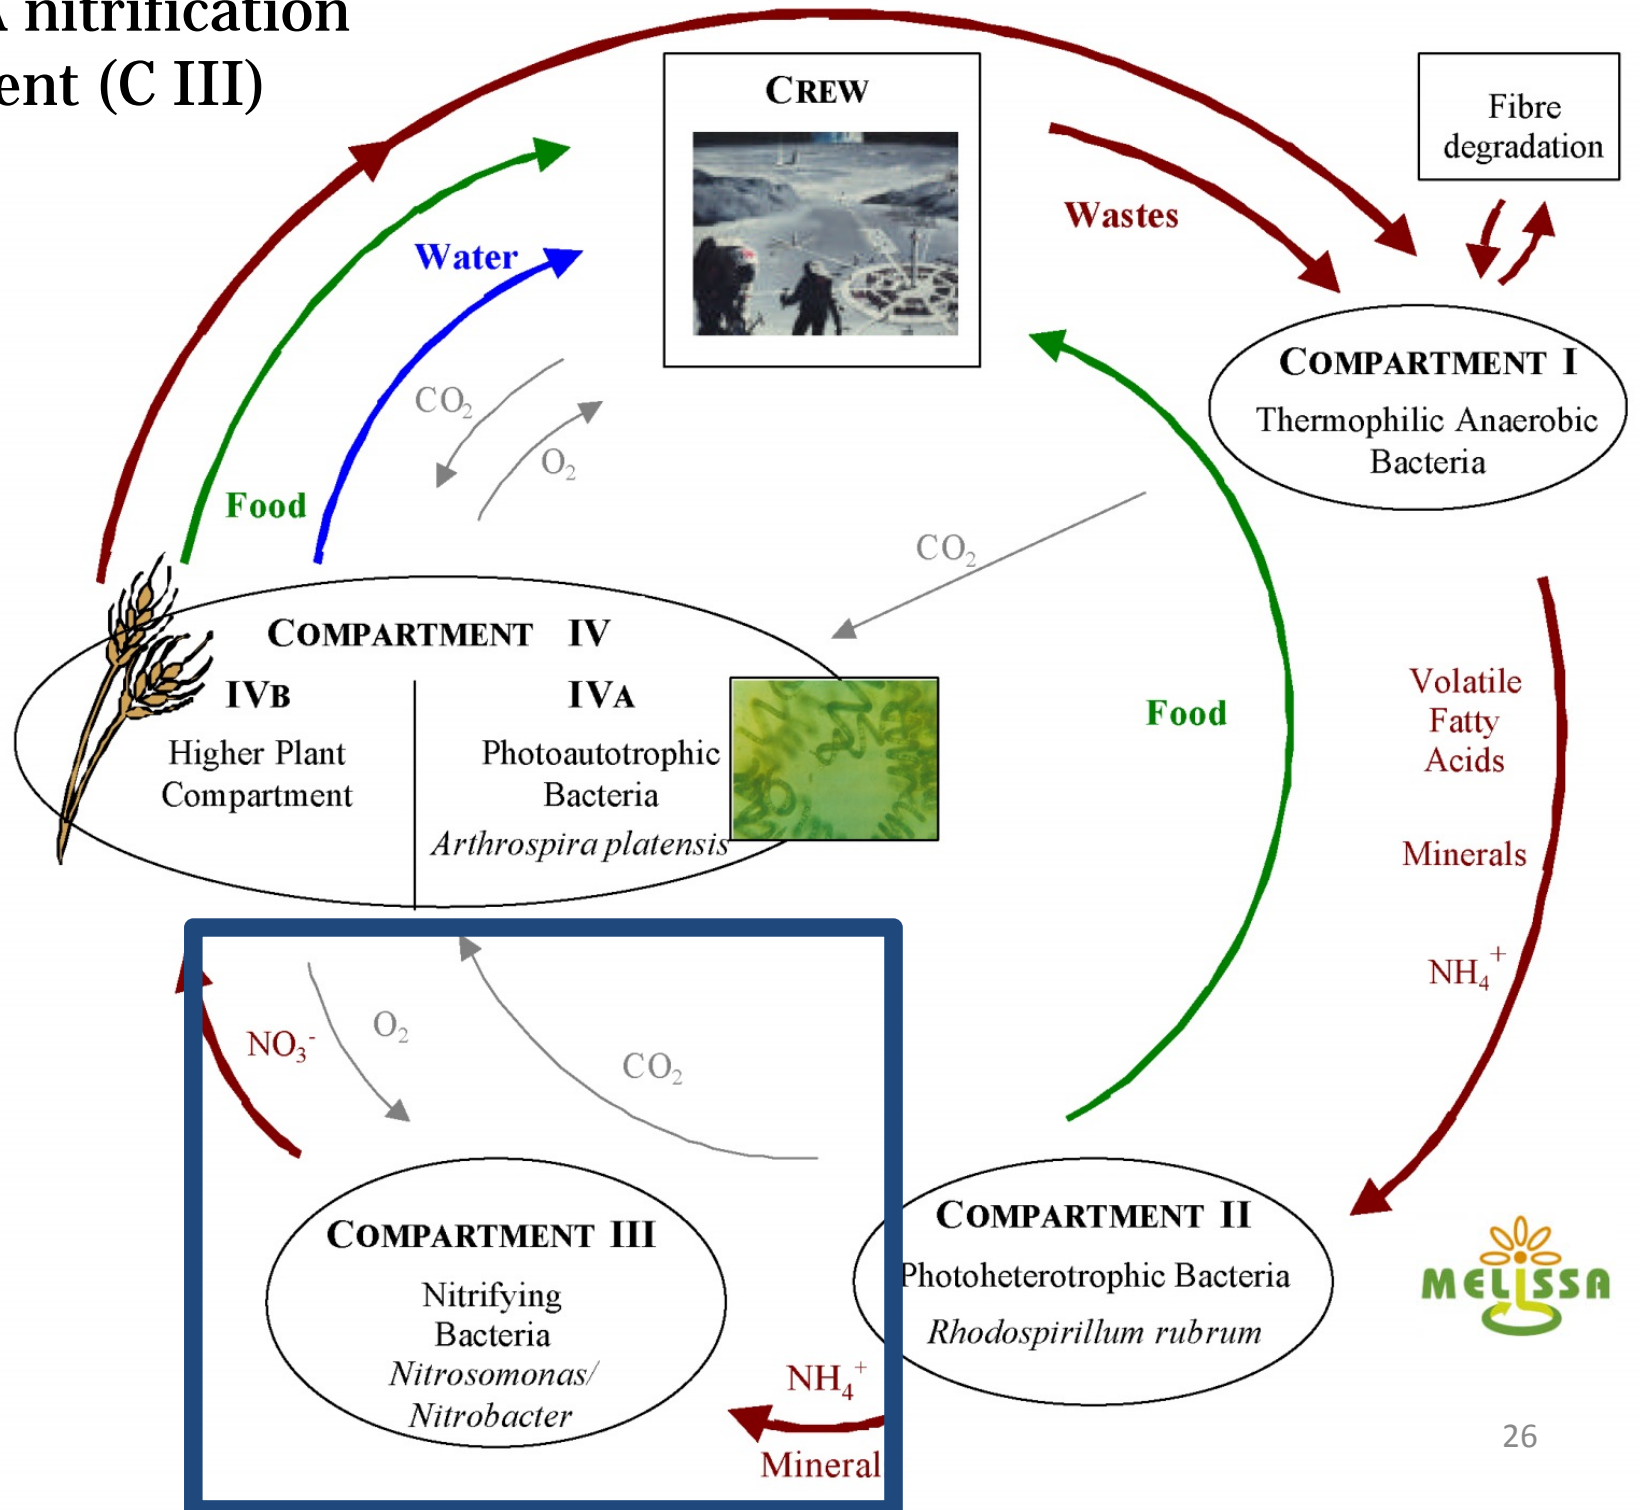 nitrification
ent (C III)
CREW
Fibre
degradation
Wastes
Water
COMPARTMENT I
Thermophilic Anaerobic
Bacteria
CO₂
O₂
Food
CO₂
COMPARTMENT IV
IVB
IVA
Higher Plant
Compartment
Photoautotrophic
Bacteria
Arthrospira platensis
Food
Volatile
Fatty
Acids
Minerals
NH₄⁺
NO₃⁻
O₂
CO₂
COMPARTMENT III
Nitrifying
Bacteria
Nitrosomonas/
Nitrobacter
COMPARTMENT II
Photoheterotrophic Bacteria
Rhodospirillum rubrum
NH₄⁺
Mineral
MELiSSA
26